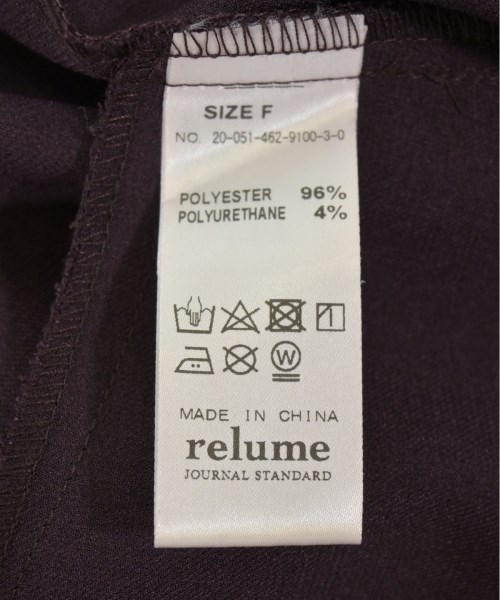 SIZE F
NO. 20-051-462-9100-3-0
POLYESTER 96%
POLYURETHANE 4%
W
MADE IN CHINA
relume
JOURNAL STANDARD